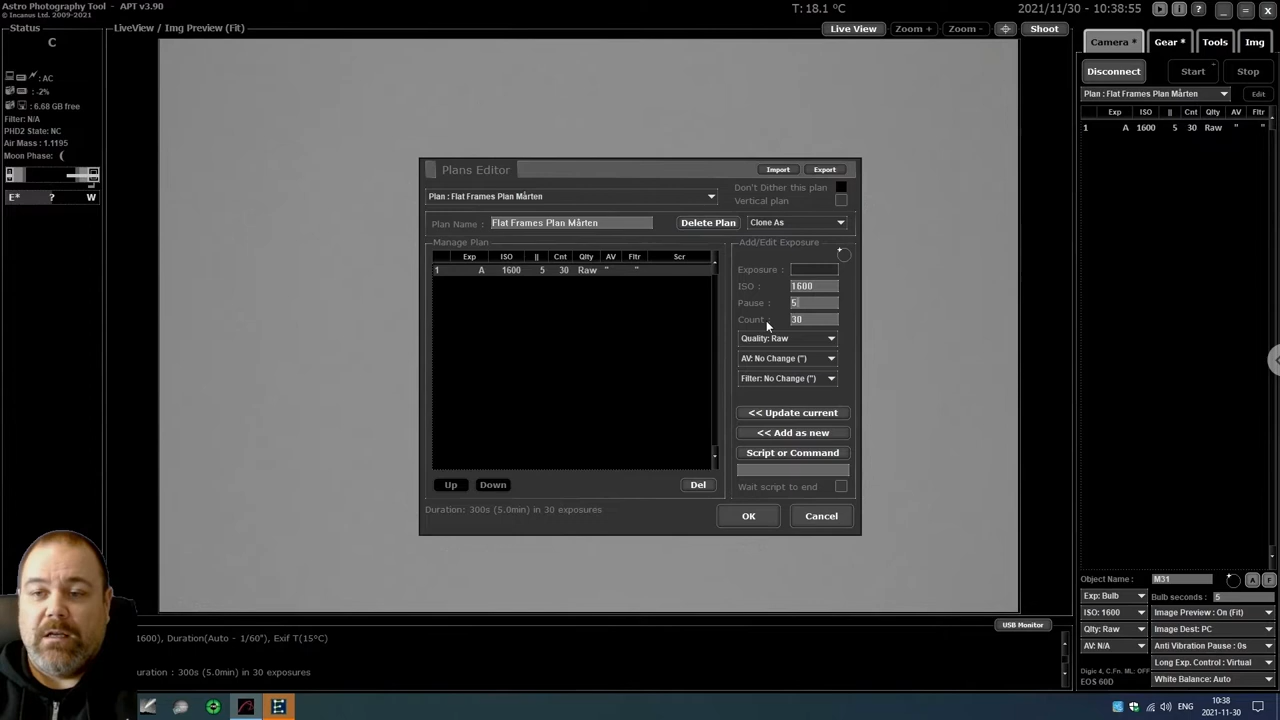 Astro Photography Tool - APT v3.90
© Incanus Ltd. 2009-2021
T: 18.1 °C
2021/11/30 - 10:38:55
Status
C
: AC
: -2%
: 6.68 GB free
Filter: N/A
PHD2 State: NC
Air Mass : 1.1195
Moon Phase:
E* ? W
LiveView / Img Preview (Fit)
Live View
Zoom +
Zoom -
Shoot
Camera *
Gear *
Tools
Img
Disconnect
Start
Stop
Plan : Flat Frames Plan Mårten
Edit
Exp ISO || Cnt Qlty AV Fltr
1 A 1600 5 30 Raw " "
Plans Editor
Import
Export
Plan : Flat Frames Plan Mårten
Don't Dither this plan
Vertical plan
Plan Name : Flat Frames Plan Mårten
Delete Plan
Clone As
Manage Plan
Exp ISO || Cnt Qlty AV Fltr Scr
1 A 1600 5 30 Raw " "
Up
Down
Del
Duration: 300s (5.0min) in 30 exposures
Add/Edit Exposure
Exposure :
ISO : 1600
Pause : 5
Count : 30
Quality: Raw
AV: No Change (")
Filter: No Change (")
<< Update current
<< Add as new
Script or Command
Wait script to end
OK
Cancel
1600), Duration(Auto - 1/60"), Exif T(15°C)
uration : 300s (5.0min) in 30 exposures
USB Monitor
Object Name : M31
A F
Exp: Bulb
Bulb seconds : 5
ISO: 1600
Image Preview : On (Fit)
Qlty: Raw
Image Dest: PC
AV: N/A
Anti Vibration Pause : 0s
Long Exp. Control : Virtual
Digic 4, C.Fn. ML: OFF
EOS 60D
White Balance: Auto
ENG
10:38
2021-11-30